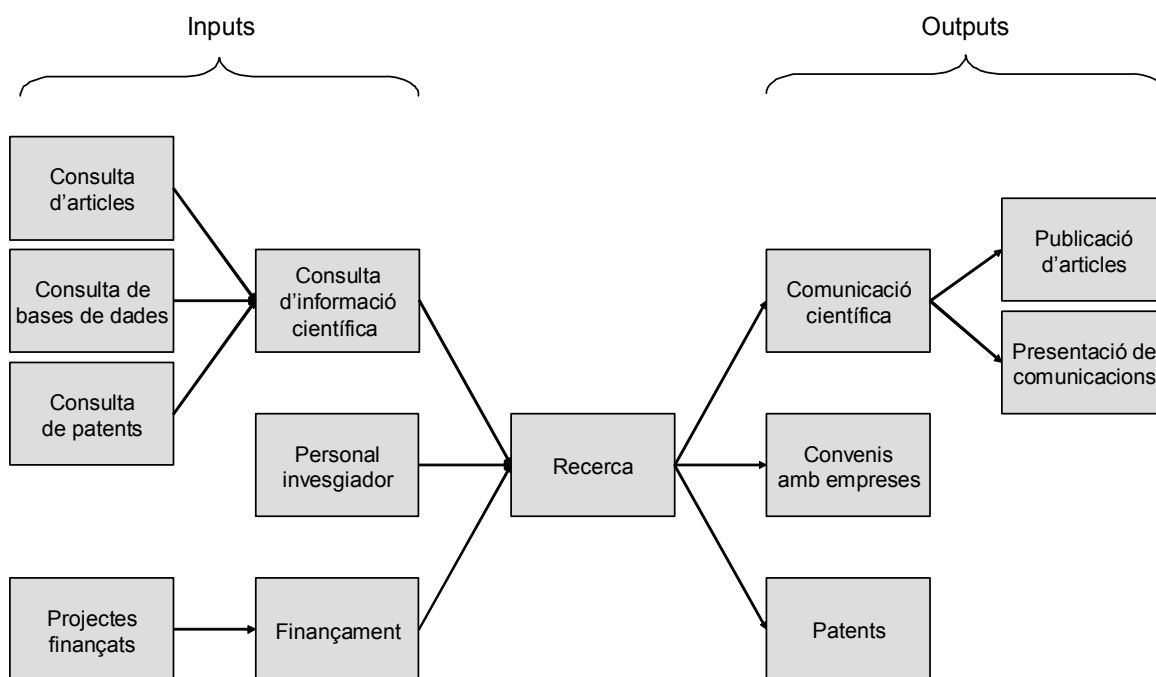 Inputs
Outputs
Consulta
d’articles
Consulta de
bases de dades
Consulta
de patents
Consulta
d’informació
científica
Personal
invesgiador
Projectes
finançats
Finançament
Recerca
Comunicació
científica
Convenis
amb empreses
Patents
Publicació
d’articles
Presentació de
comunicacions